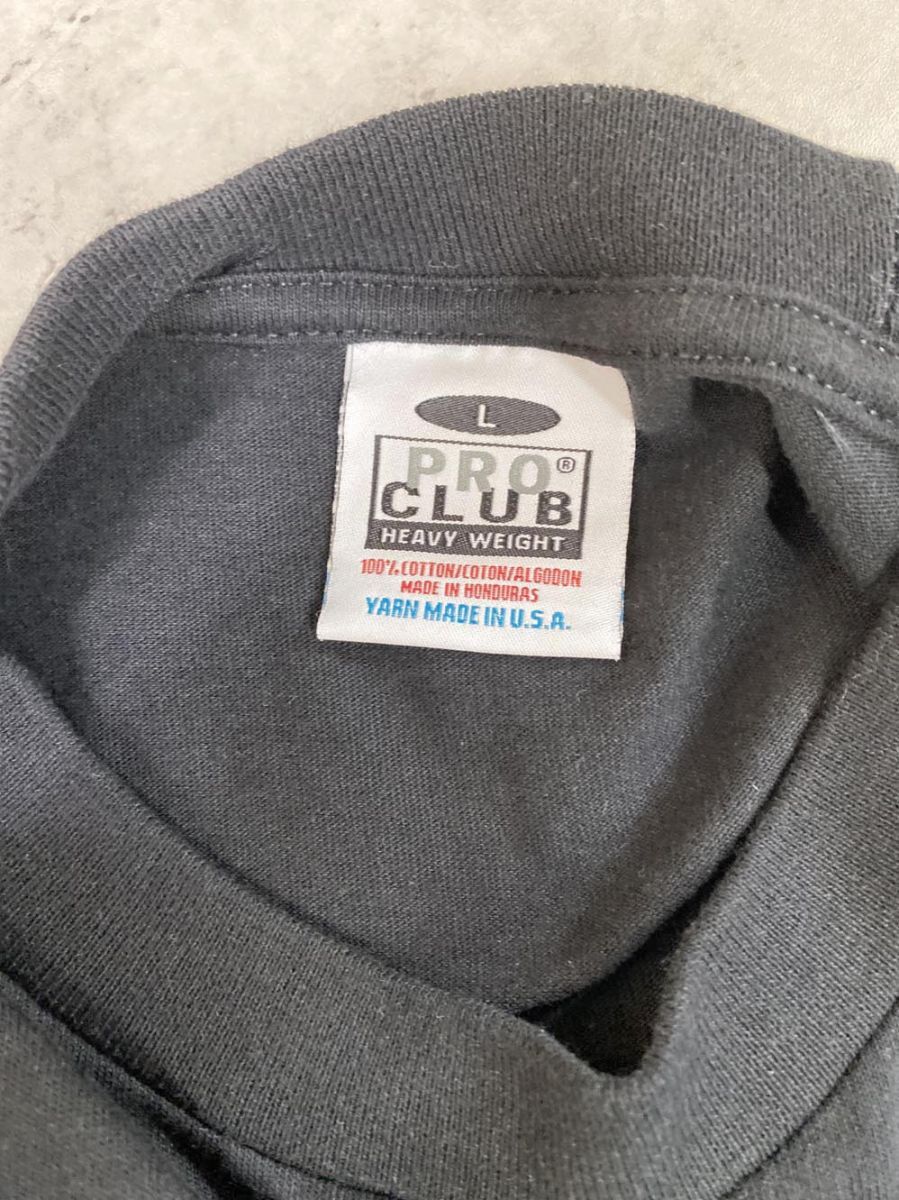 L
PRO®
CLUB
HEAVY WEIGHT
100% COTTON/COTON/ALGODON
MADE IN HONDURAS
YARN MADE IN U.S.A.